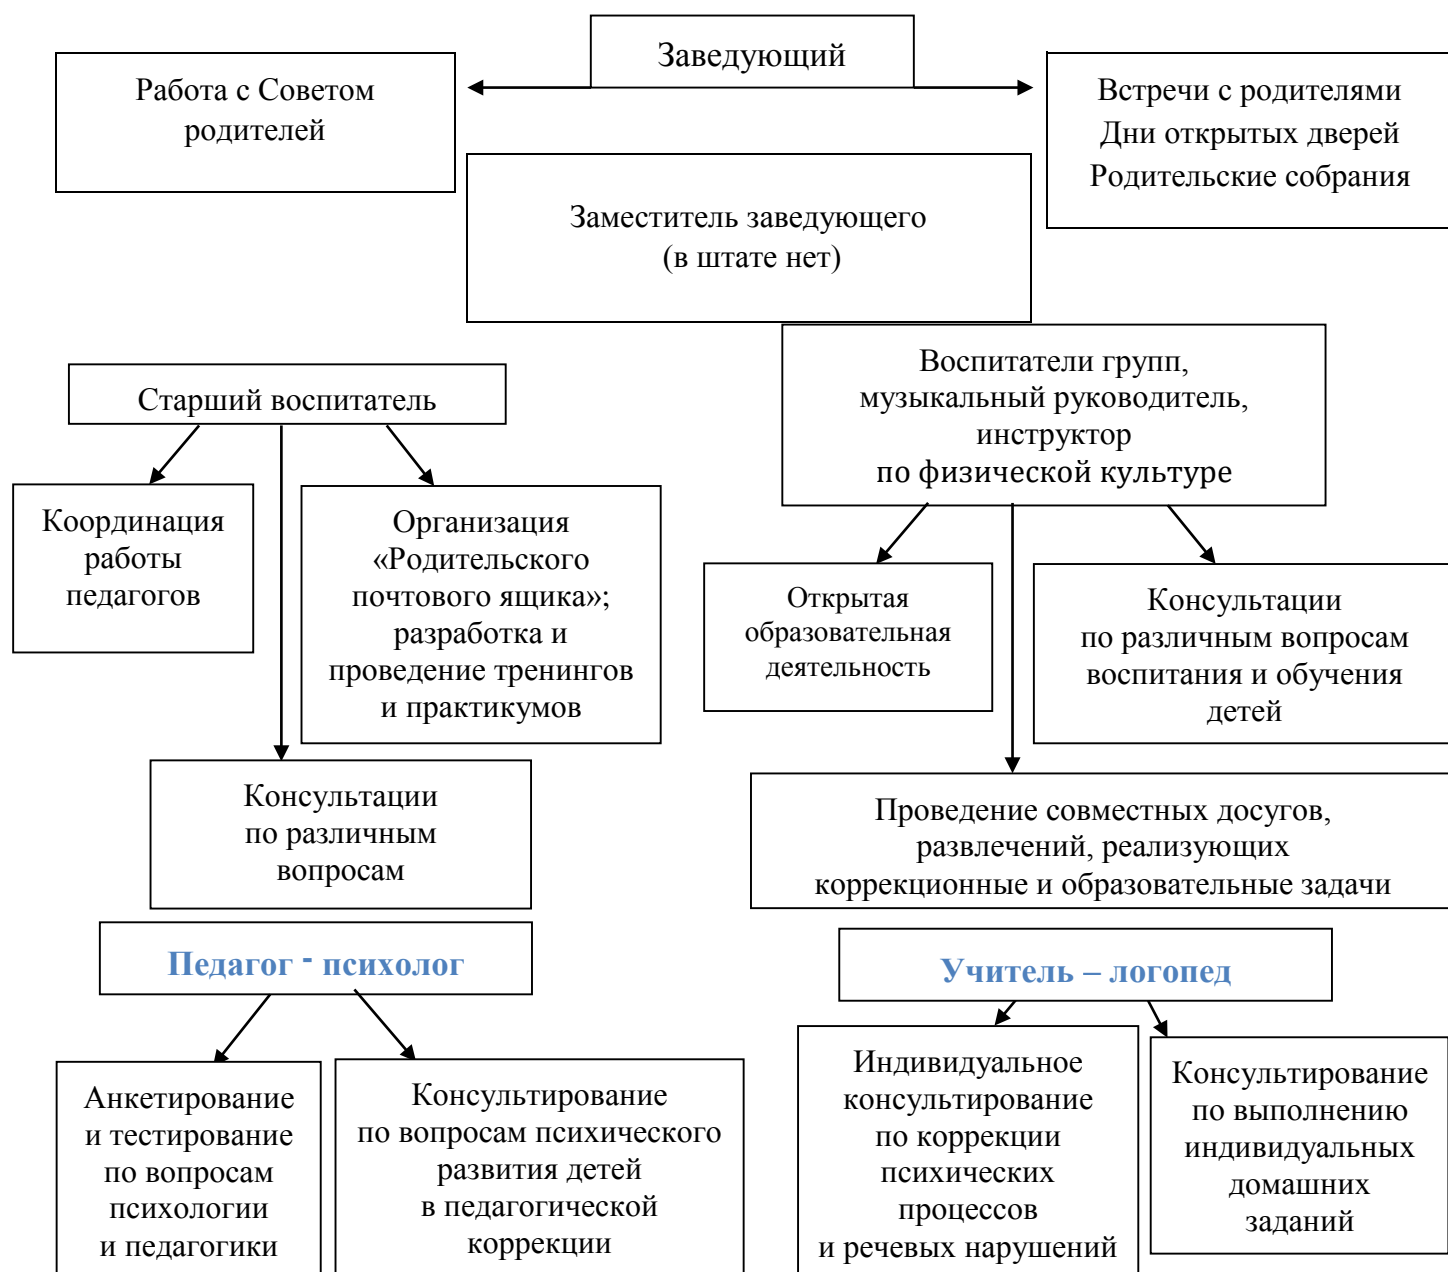 Заведующий
Работа с Советом
родителей
Встречи с родителями
Дни открытых дверей
Родительские собрания
Заместитель заведующего
(в штате нет)
Старший воспитатель
Воспитатели групп,
музыкальный руководитель,
инструктор
по физической культуре
Координация
работы
педагогов
Организация
«Родительского
почтового ящика»;
разработка и
проведение тренингов
и практикумов
Открытая
образовательная
деятельность
Консультации
по различным вопросам
воспитания и обучения
детей
Консультации
по различным
вопросам
Проведение совместных досугов,
развлечений, реализующих
коррекционные и образовательные задачи
Педагог - психолог
Учитель – логопед
Анкетирование
и тестирование
по вопросам
психологии
и педагогики
Консультирование
по вопросам психического
развития детей
в педагогической
коррекции
Индивидуальное
консультирование
по коррекции
психических
процессов
и речевых нарушений
Консультирование
по выполнению
индивидуальных
домашних
заданий